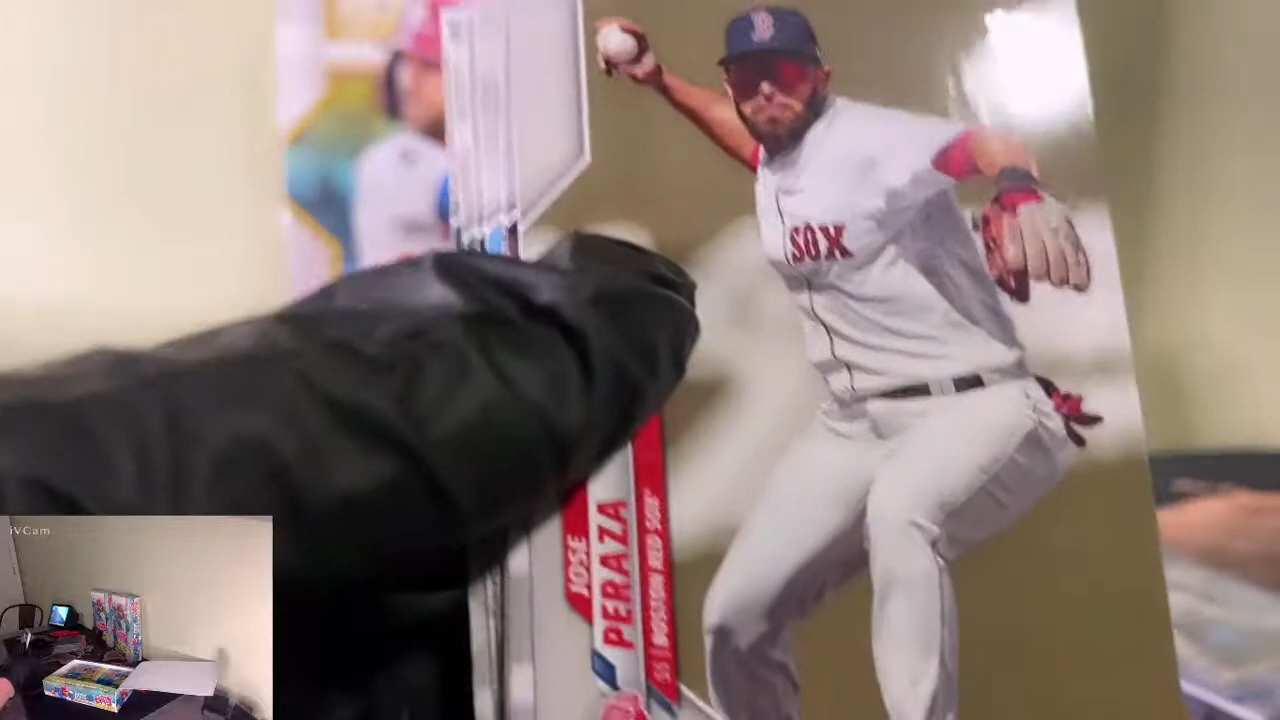 B
SOX
JOSE
PERAZA
SS | BOSTON RED SOX
iVCam